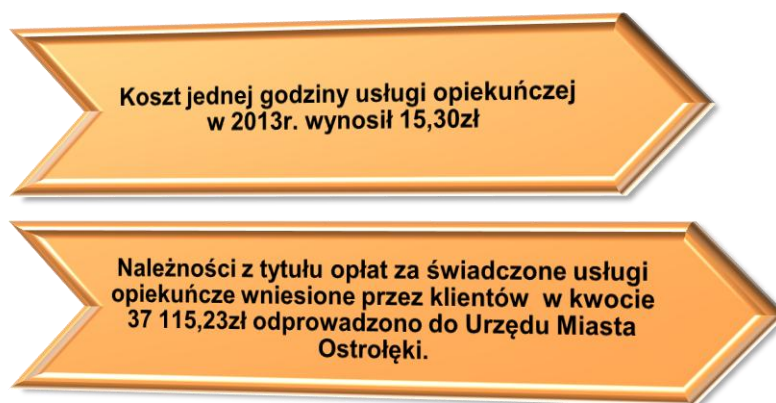 Koszt jednej godziny usługi opiekuńczej
w 2013r. wynosił 15,30zł
Należności z tytułu opłat za świadczone usługi
opiekuńcze wniesione przez klientów w kwocie
37 115,23zł odprowadzono do Urzędu Miasta
Ostrołęki.